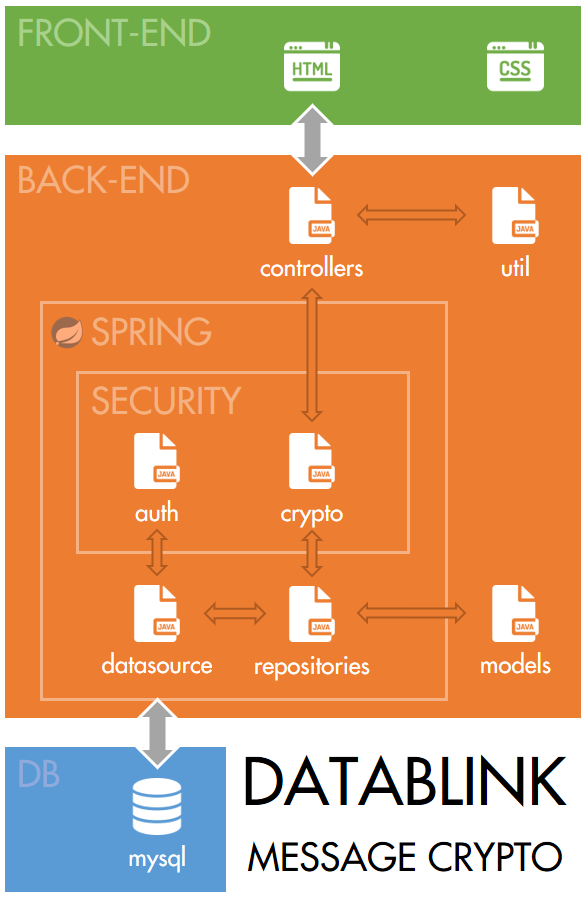 FRONT-END
HTML
CSS
BACK-END
JAVA
JAVA
controllers
util
SPRING
SECURITY
JAVA
JAVA
auth
crypto
JAVA
JAVA
JAVA
datasource
repositories
models
DB
mysql
DATABLINK
MESSAGE CRYPTO